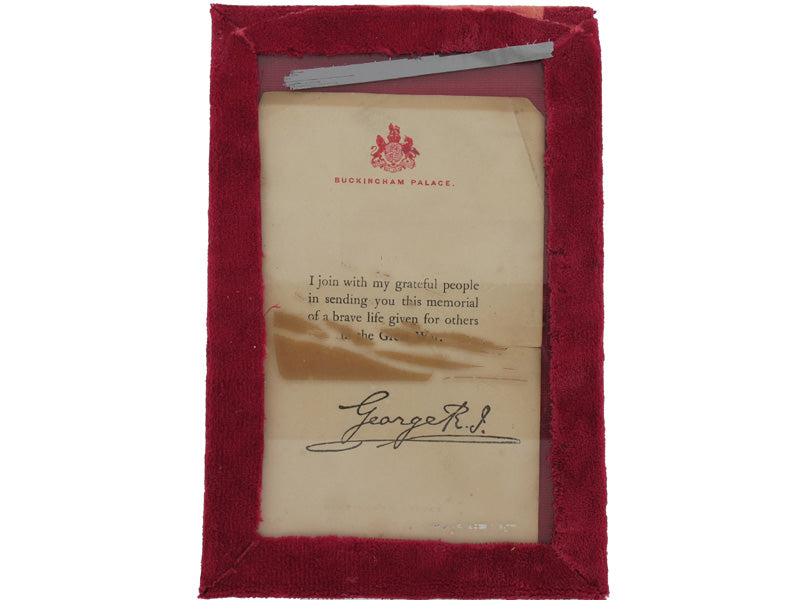 BUCKINGHAM PALACE.
I join with my grateful people
in sending you this memorial
of a brave life given for others
the
George R.I.